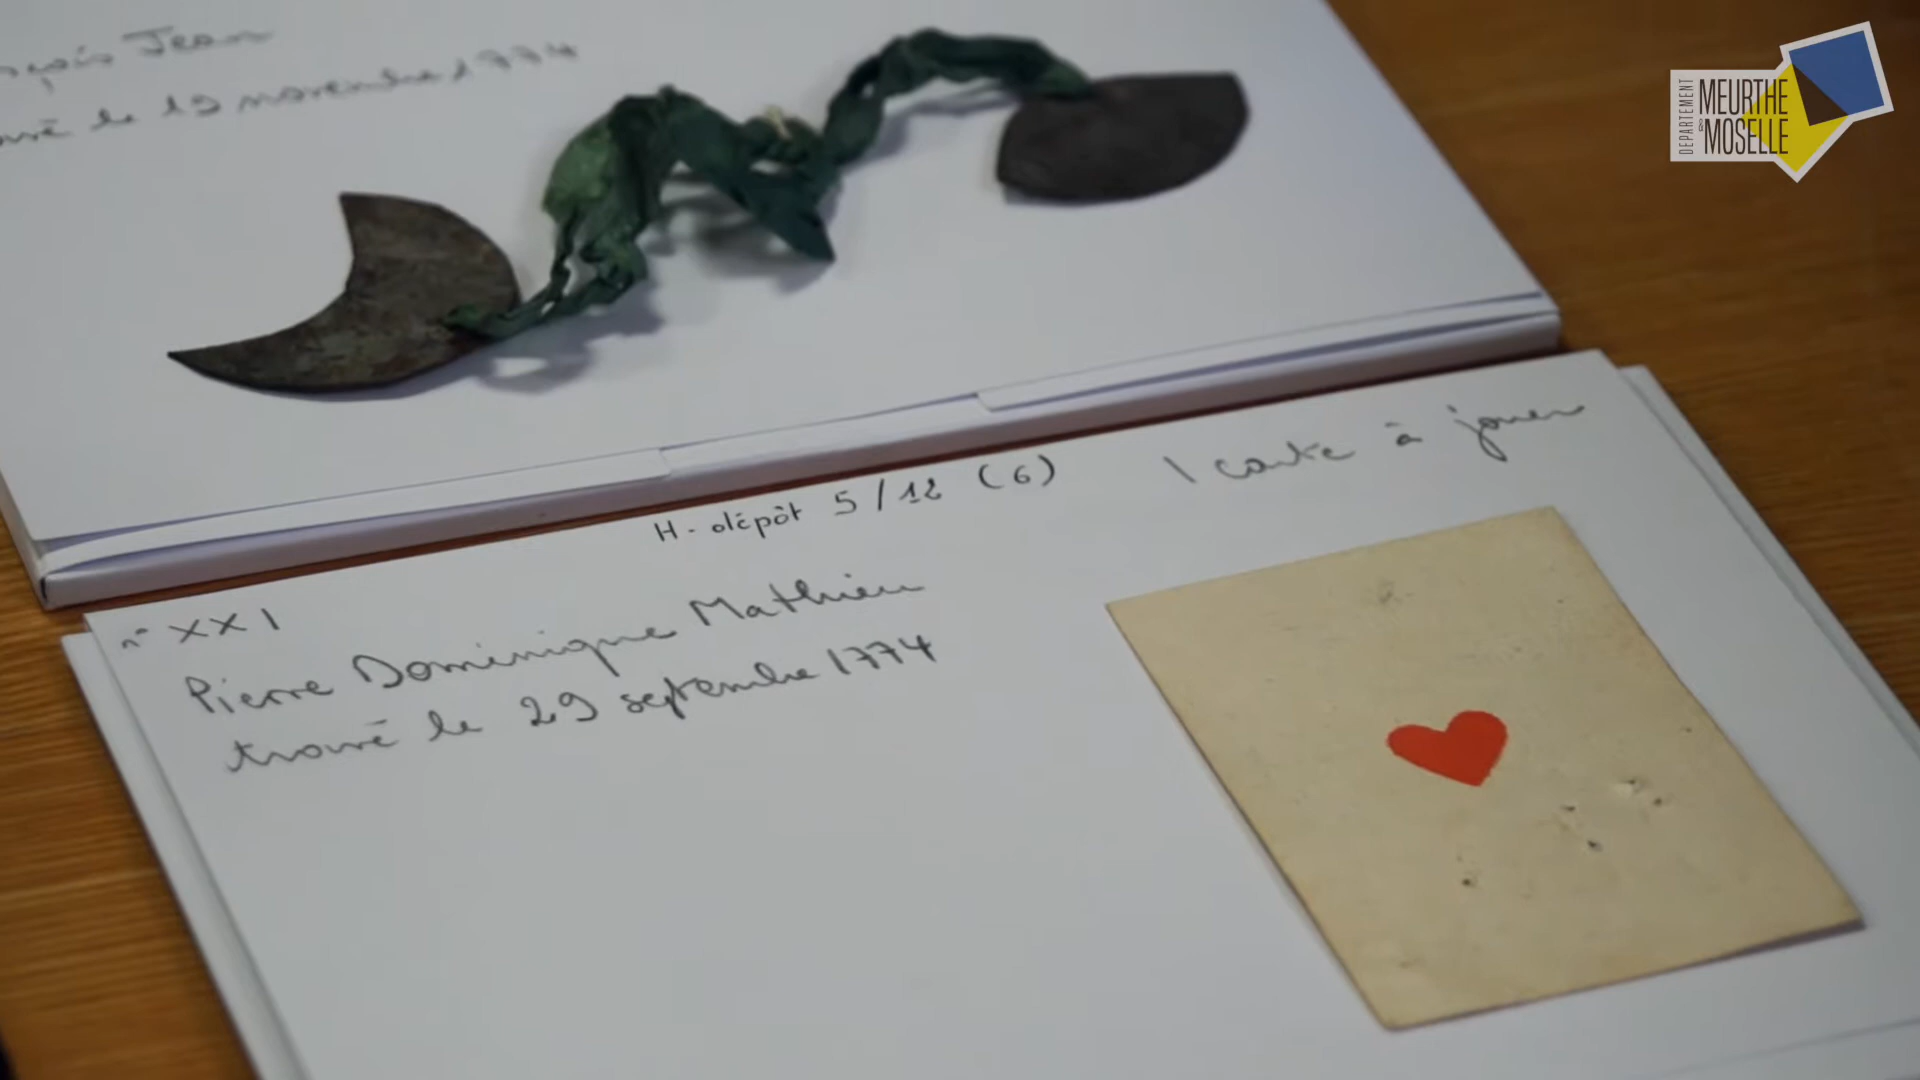 Jean
le 19 novembre 1774
DÉPARTEMENT
MEURTHE
MOSELLE
H-dépôt 5/12 (6)
1 carte à jouer
n° XXI
Pierre Dominique Mathieu
trouvé le 29 septembre 1774